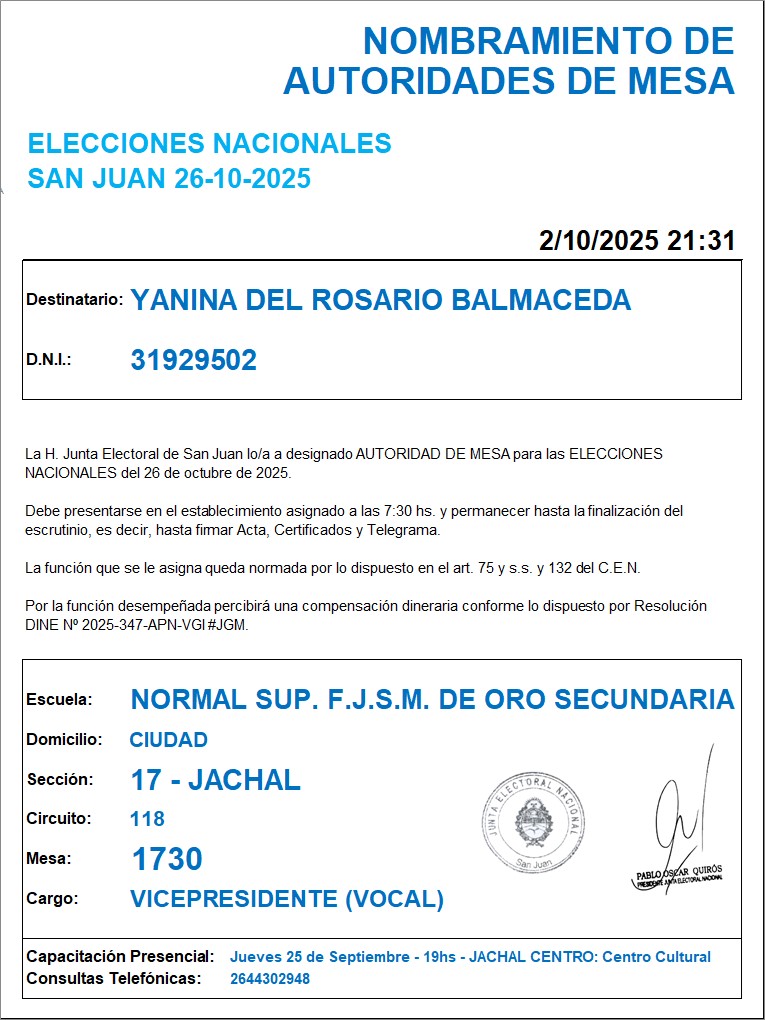 NOMBRAMIENTO DE
AUTORIDADES DE MESA
ELECCIONES NACIONALES
SAN JUAN 26-10-2025
2/10/2025 21:31
Destinatario: YANINA DEL ROSARIO BALMACEDA
D.N.I.: 31929502
La H. Junta Electoral de San Juan lo/a a designado AUTORIDAD DE MESA para las ELECCIONES
NACIONALES del 26 de octubre de 2025.
Debe presentarse en el establecimiento asignado a las 7:30 hs. y permanecer hasta la finalización del
escrutinio, es decir, hasta firmar Acta, Certificados y Telegrama.
La función que se le asigna queda normada por lo dispuesto en el art. 75 y s.s. y 132 del C.E.N.
Por la función desempeñada percibirá una compensación dineraria conforme lo dispuesto por Resolución
DINE Nº 2025-347-APN-VGI#JGM.
Escuela: NORMAL SUP. F.J.S.M. DE ORO SECUNDARIA
Domicilio: CIUDAD
Sección: 17 - JACHAL
Circuito: 118
Mesa: 1730
Cargo: VICEPRESIDENTE (VOCAL)
JUNTA ELECTORAL NACIONAL
San Juan
PABLO OSCAR QUIRÓS
PRESIDENTE JUNTA ELECTORAL NACIONAL
Capacitación Presencial: Jueves 25 de Septiembre - 19hs - JACHAL CENTRO: Centro Cultural
Consultas Telefónicas: 2644302948